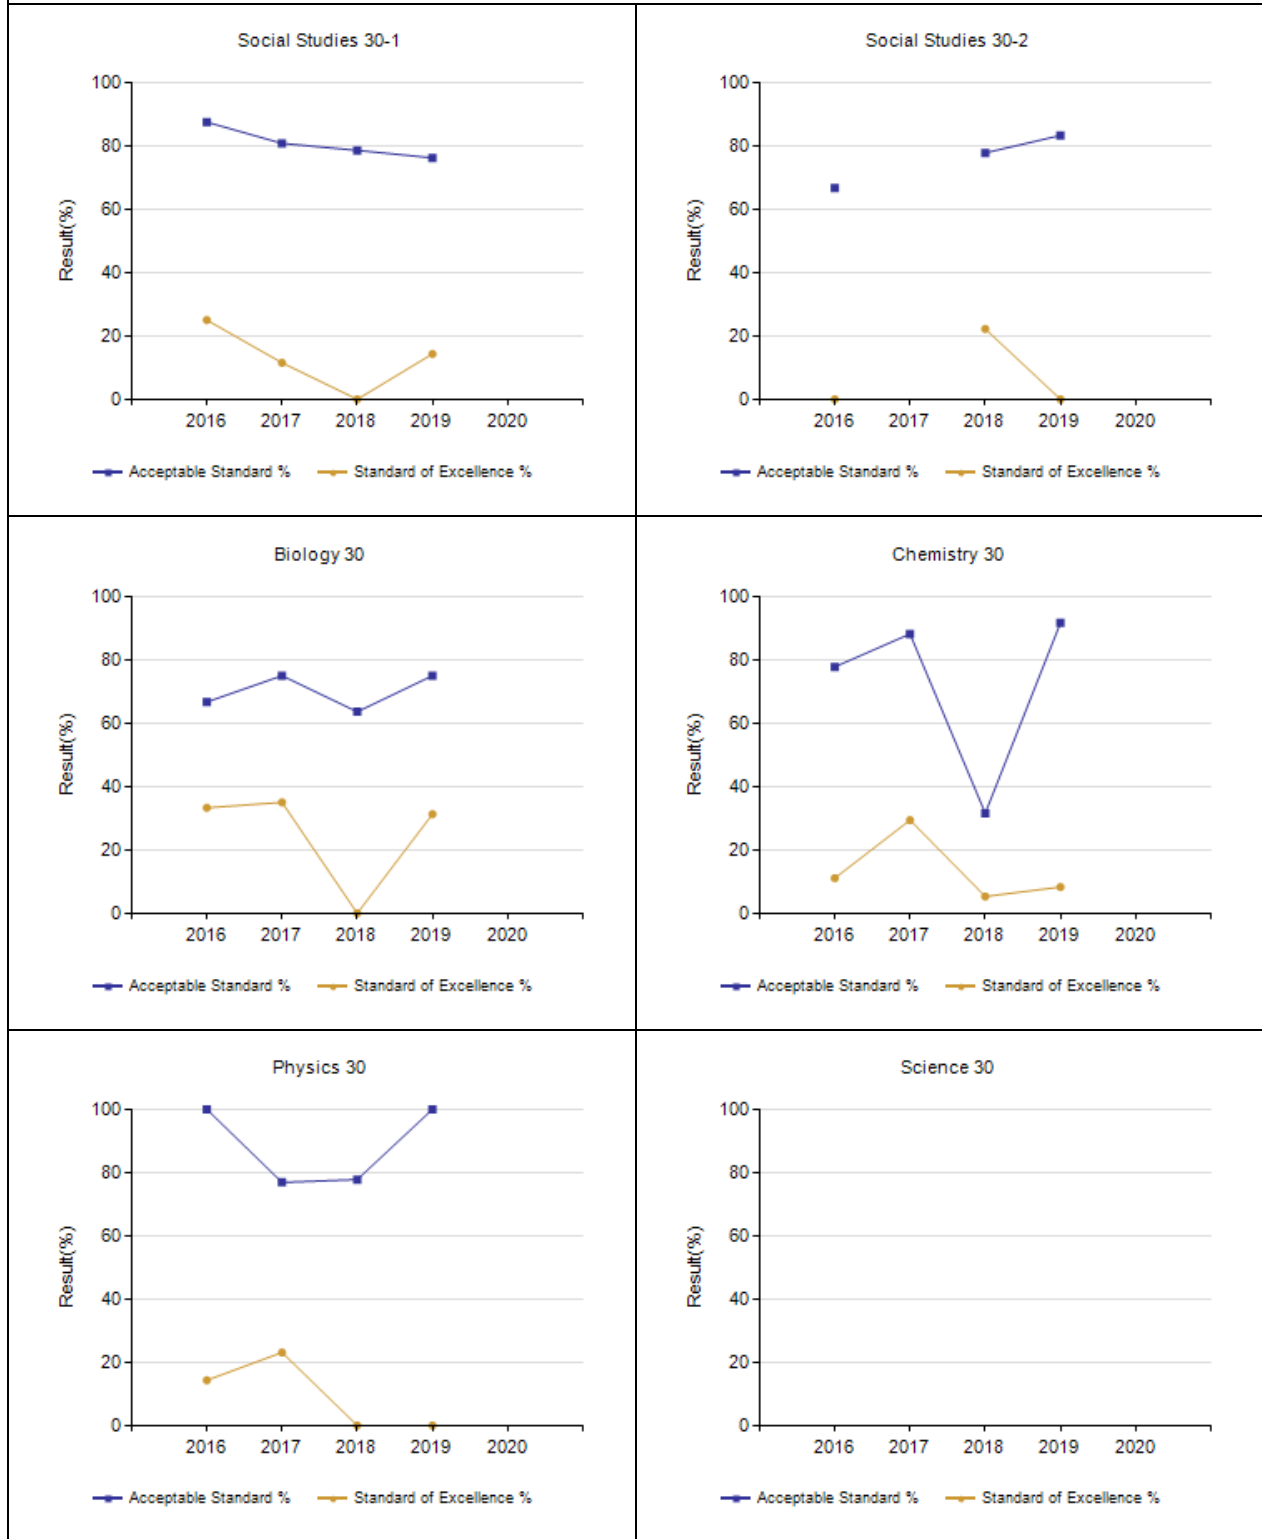 Social Studies 30-1
100
80
60
40
20
0
Result(%)
2016 2017 2018 2019 2020
Acceptable Standard % Standard of Excellence %
Social Studies 30-2
100
80
60
40
20
0
Result(%)
2016 2017 2018 2019 2020
Acceptable Standard % Standard of Excellence %
Biology 30
100
80
60
40
20
0
Result(%)
2016 2017 2018 2019 2020
Acceptable Standard % Standard of Excellence %
Chemistry 30
100
80
60
40
20
0
Result(%)
2016 2017 2018 2019 2020
Acceptable Standard % Standard of Excellence %
Physics 30
100
80
60
40
20
0
Result(%)
2016 2017 2018 2019 2020
Acceptable Standard % Standard of Excellence %
Science 30
100
80
60
40
20
0
Result(%)
2016 2017 2018 2019 2020
Acceptable Standard % Standard of Excellence %